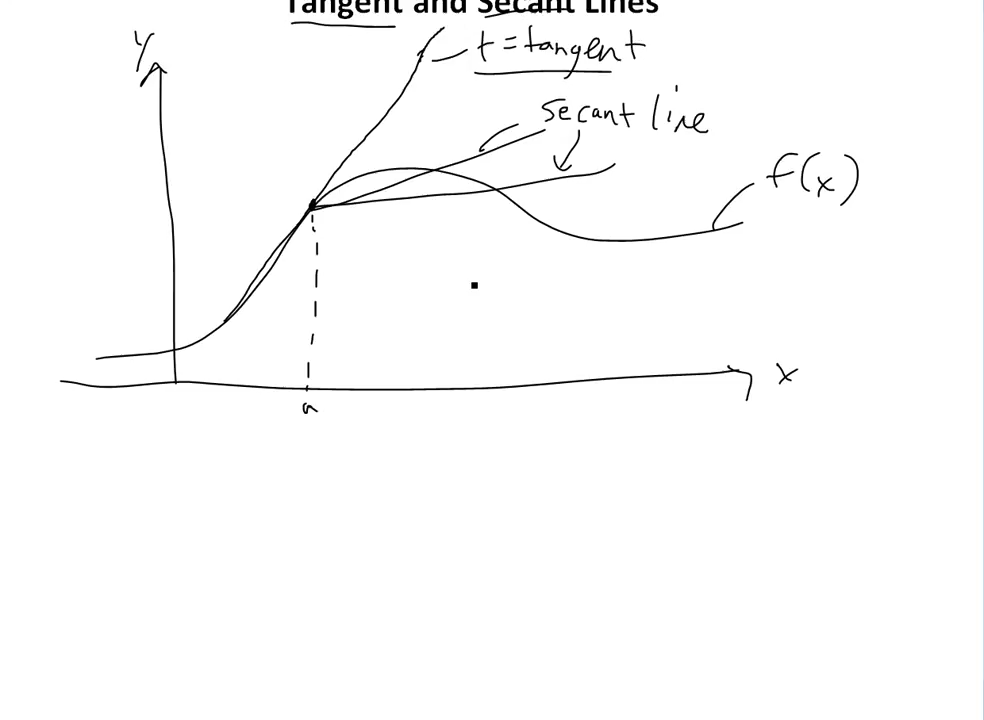 Tangent and Secant Lines
y
t = tangent
secant line
f(x)
x
a